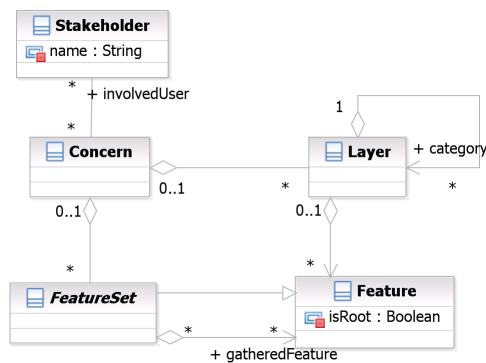 Stakeholder
name : String
*
+ involvedUser
*
1
Concern
Layer
+ category
0..1
*
*
0..1
0..1
*
*
FeatureSet
Feature
isRoot : Boolean
*
*
+ gatheredFeature